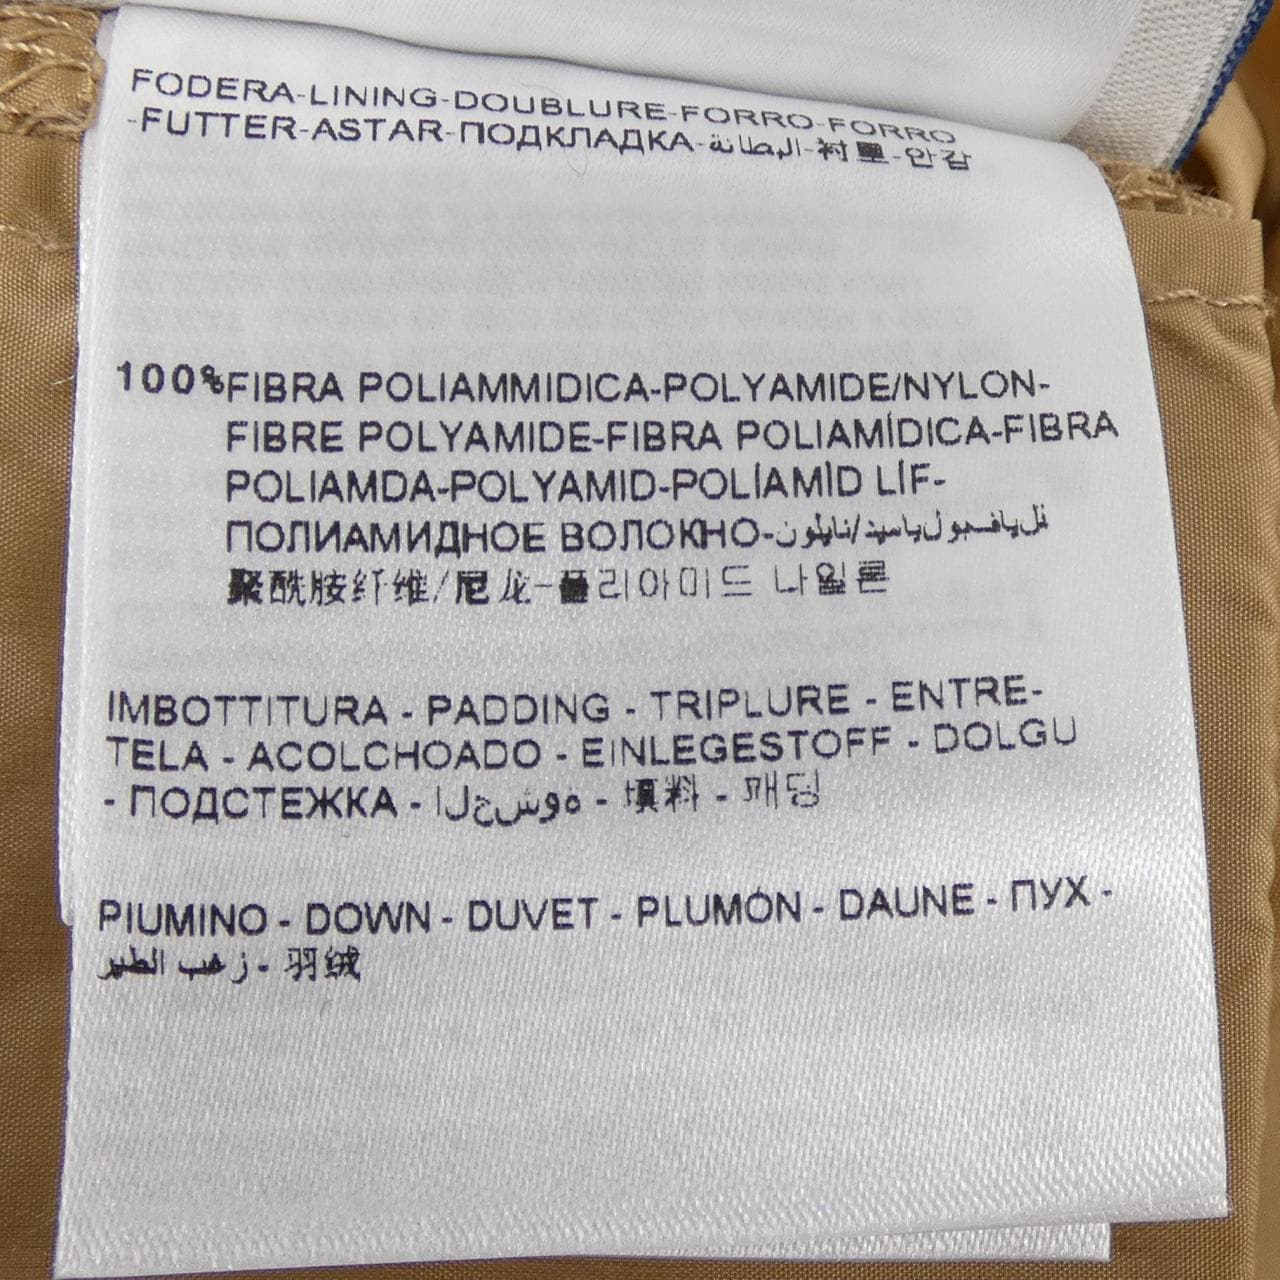 FODERA-LINING-DOUBLURE-FORRO-FORRO
-FUTTER-ASTAR-ПОДКЛАДКА-البطانة-衬里-안감
100%FIBRA POLIAMMIDICA-POLYAMIDE/NYLON-
FIBRE POLYAMIDE-FIBRA POLIAMÍDICA-FIBRA
POLIAMDA-POLYAMID-POLÍAMÌD LÍF-
ПОЛИАМИДНОЕ ВОЛОКНО-
聚酰胺纤维/尼龙-폴리아미드 나일론
IMBOTTITURA - PADDING - TRIPLURE - ENTRE-
TELA - ACOLCHOADO - EINLEGESTOFF - DOLGU
- ПОДСТЕЖКА - الحشوه - 填料 - 패딩
PIUMINO - DOWN - DUVET - PLUMÓN - DAUNE - ПУХ -
زغب الطير - 羽绒